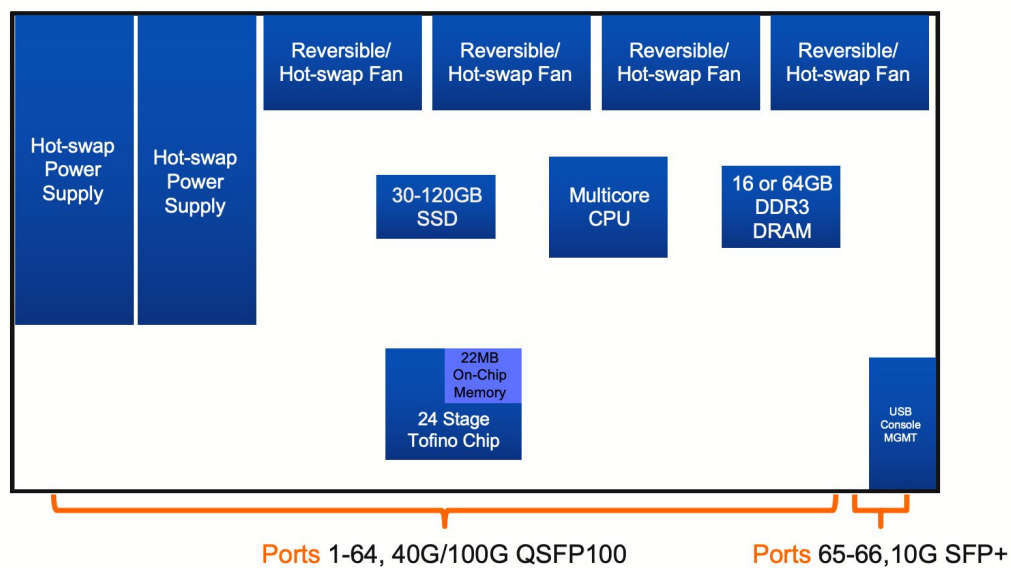 Reversible/
Hot-swap Fan
Reversible/
Hot-swap Fan
Reversible/
Hot-swap Fan
Reversible/
Hot-swap Fan
Hot-swap
Power
Supply
Hot-swap
Power
Supply
30-120GB
SSD
Multicore
CPU
16 or 64GB
DDR3
DRAM
22MB
On-Chip
Memory
24 Stage
Tofino Chip
USB
Console
MGMT
Ports 1-64, 40G/100G QSFP100
Ports 65-66,10G SFP+